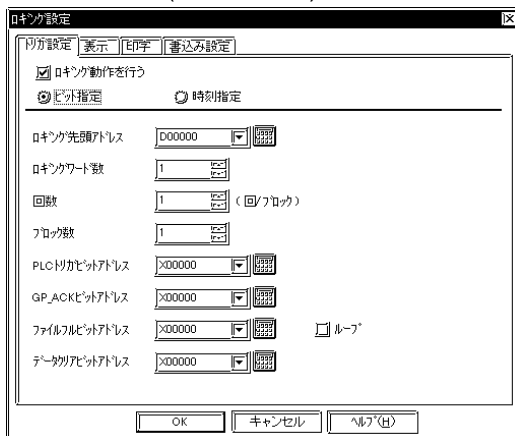 ロギング設定
トリガ設定 表示 印字 書込み設定
ロギング動作を行う
ビット指定 時刻指定
ロギング先頭アドレス D00000
ロギングワード数 1
回数 1 (回/ブロック)
ブロック数 1
PLCトリガビットアドレス X00000
GP_ACKビットアドレス X00000
ファイルフルビットアドレス X00000 ループ
データクリアビットアドレス X00000
OK キャンセル ヘルプ(H)